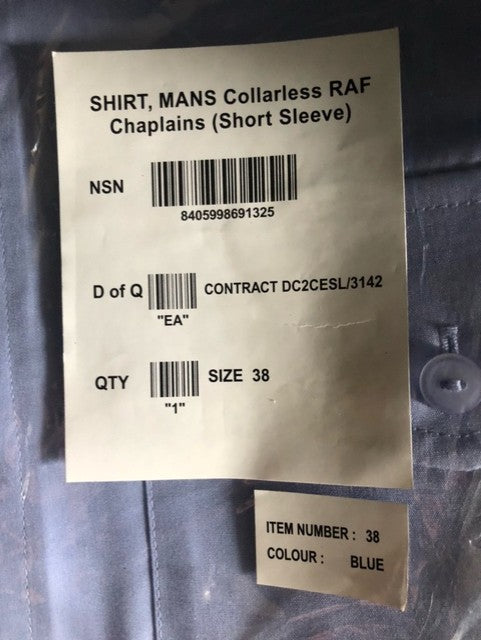 SHIRT, MANS Collarless RAF
Chaplains (Short Sleeve)
NSN
8405998691325
D of Q CONTRACT DC2CESL/3142
"EA"
QTY SIZE 38
"1"
ITEM NUMBER : 38
COLOUR : BLUE